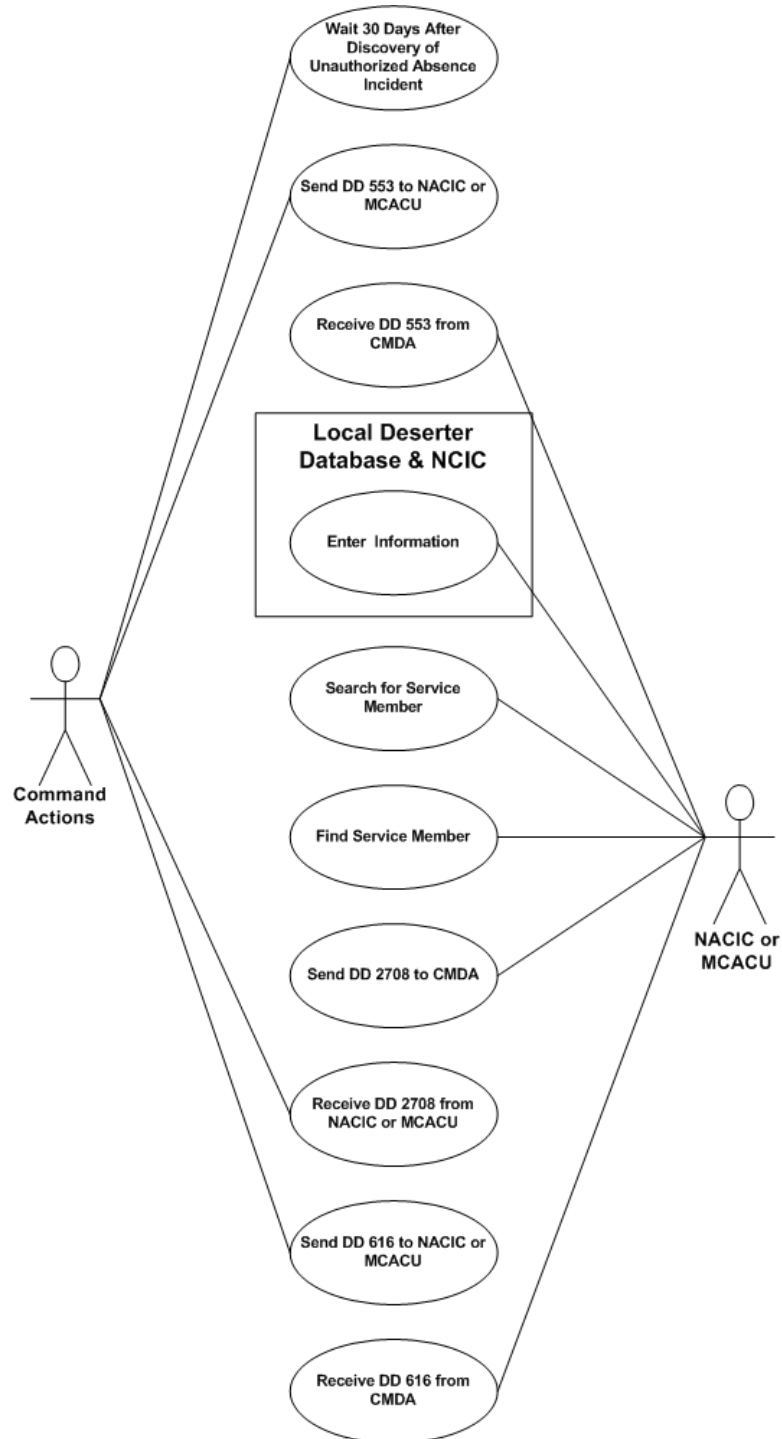 Wait 30 Days After
Discovery of
Unauthorized Absence
Incident
Send DD 553 to NACIC or
MCACU
Receive DD 553 from
CMDA
Local Deserter
Database & NCIC
Enter Information
Search for Service
Member
Command
Actions
Find Service Member
NACIC or
MCACU
Send DD 2708 to CMDA
Receive DD 2708 from
NACIC or MCACU
Send DD 616 to NACIC or
MCACU
Receive DD 616 from
CMDA